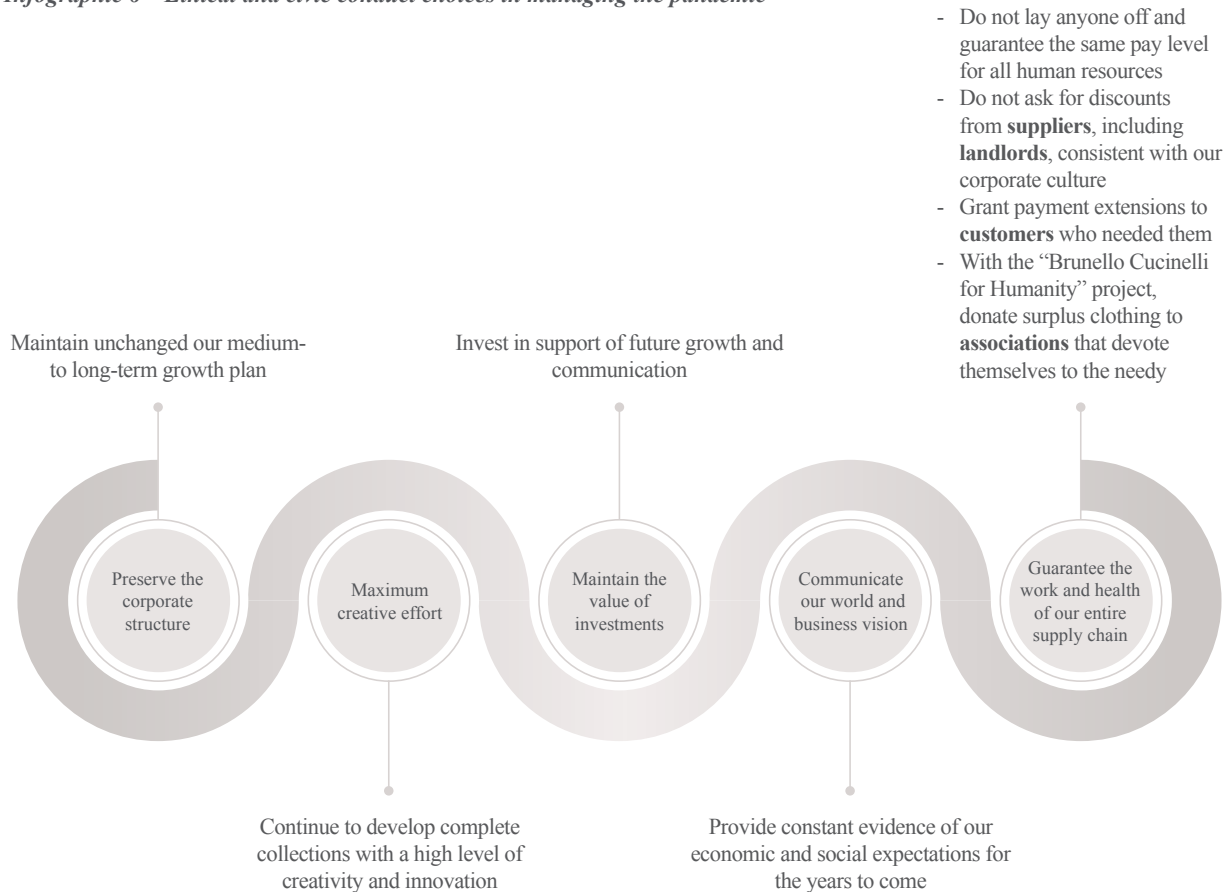 Infographic 6 – Ethical and civic conduct choices in managing the pandemic
- Do not lay anyone off and
guarantee the same pay level
for all human resources
- Do not ask for discounts
from suppliers, including
landlords, consistent with our
corporate culture
- Grant payment extensions to
customers who needed them
- With the “Brunello Cucinelli
for Humanity” project,
donate surplus clothing to
associations that devote
themselves to the needy
Maintain unchanged our medium-
to long-term growth plan
Invest in support of future growth and
communication
Preserve the
corporate
structure
Maximum
creative effort
Maintain the
value of
investments
Communicate
our world and
business vision
Guarantee the
work and health
of our entire
supply chain
Continue to develop complete
collections with a high level of
creativity and innovation
Provide constant evidence of our
economic and social expectations for
the years to come